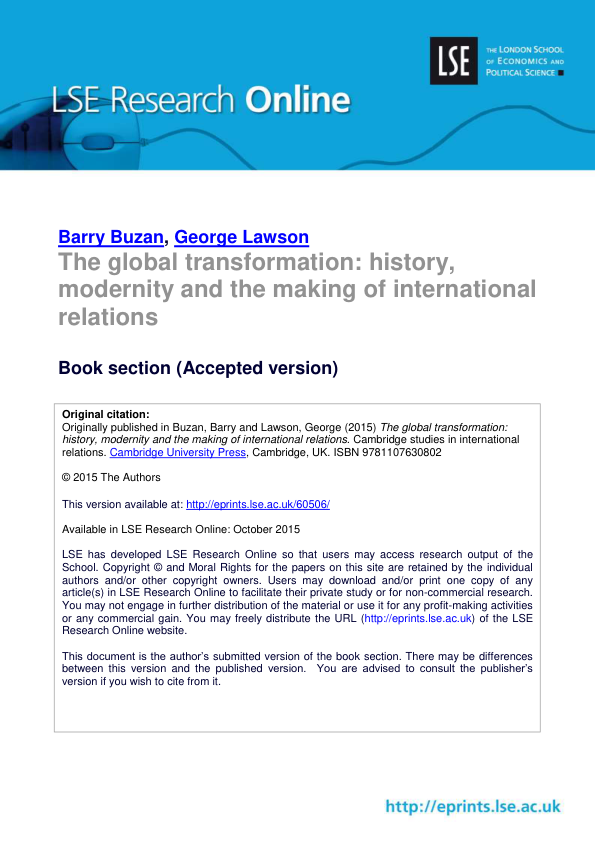 LSE
THE LONDON SCHOOL
OF ECONOMICS AND
POLITICAL SCIENCE
LSE Research Online
Barry Buzan, George Lawson
The global transformation: history,
modernity and the making of international
relations
Book section (Accepted version)
Original citation:
Originally published in Buzan, Barry and Lawson, George (2015) The global transformation:
history, modernity and the making of international relations. Cambridge studies in international
relations. Cambridge University Press, Cambridge, UK. ISBN 9781107630802
© 2015 The Authors
This version available at: http://eprints.lse.ac.uk/60506/
Available in LSE Research Online: October 2015
LSE has developed LSE Research Online so that users may access research output of the
School. Copyright © and Moral Rights for the papers on this site are retained by the individual
authors and/or other copyright owners. Users may download and/or print one copy of any
article(s) in LSE Research Online to facilitate their private study or for non-commercial research.
You may not engage in further distribution of the material or use it for any profit-making activities
or any commercial gain. You may freely distribute the URL (http://eprints.lse.ac.uk) of the LSE
Research Online website.
This document is the author's submitted version of the book section. There may be differences
between this version and the published version. You are advised to consult the publisher's
version if you wish to cite from it.
http://eprints.lse.ac.uk